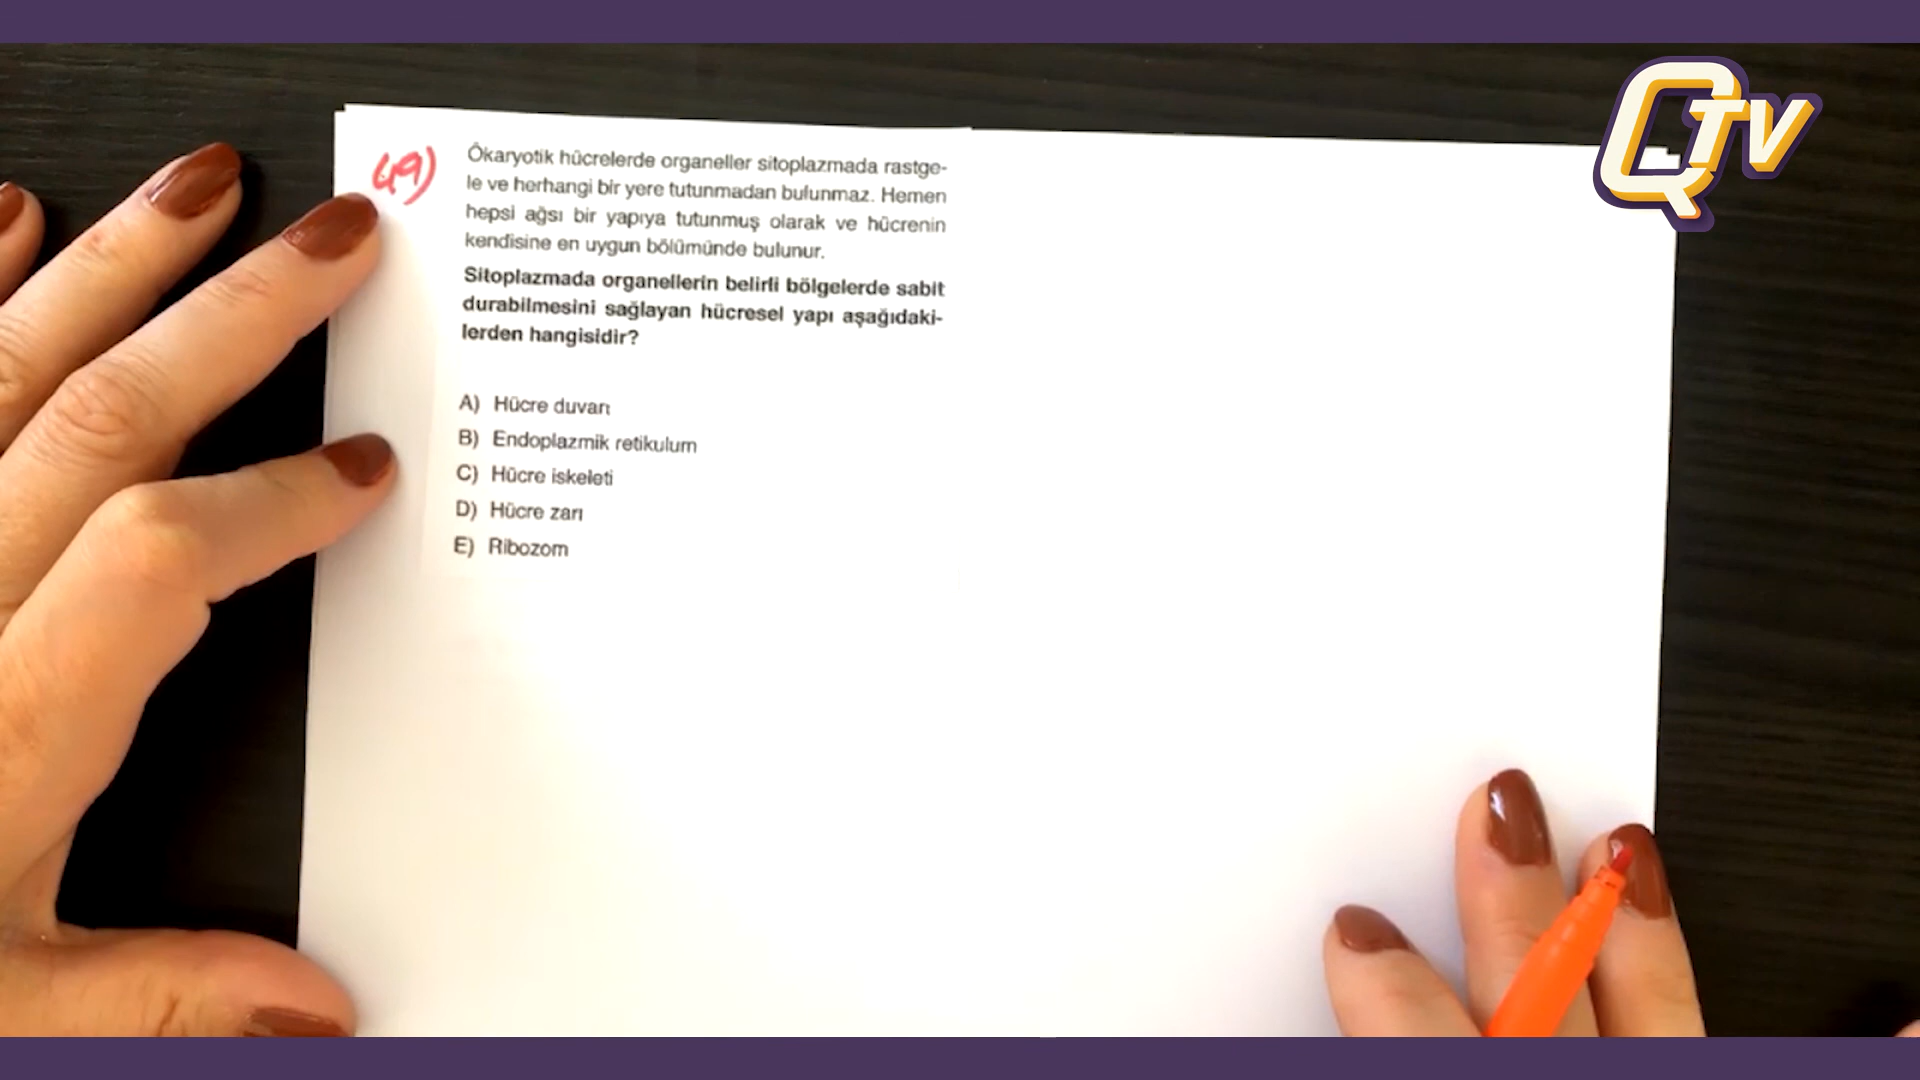 QTV
49)
Ökaryotik hücrelerde organeller sitoplazmada rastge-
le ve herhangi bir yere tutunmadan bulunmaz. Hemen
hepsi ağsı bir yapıya tutunmuş olarak ve hücrenin
kendisine en uygun bölümünde bulunur.
Sitoplazmada organellerin belirli bölgelerde sabit
durabilmesini sağlayan hücresel yapı aşağıdaki-
lerden hangisidir?
A) Hücre duvarı
B) Endoplazmik retikulum
C) Hücre iskeleti
D) Hücre zarı
E) Ribozom